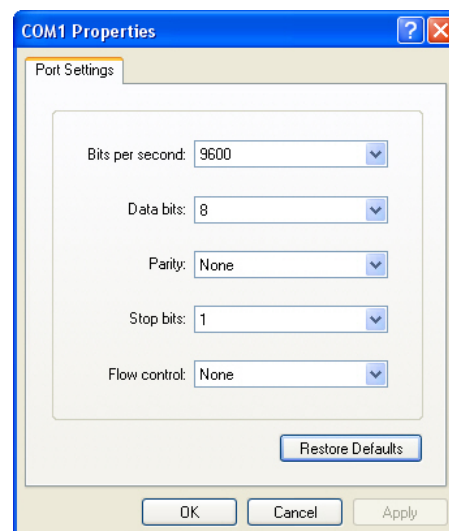 COM1 Properties
Port Settings
Bits per second: 9600
Data bits: 8
Parity: None
Stop bits: 1
Flow control: None
Restore Defaults
OK Cancel Apply